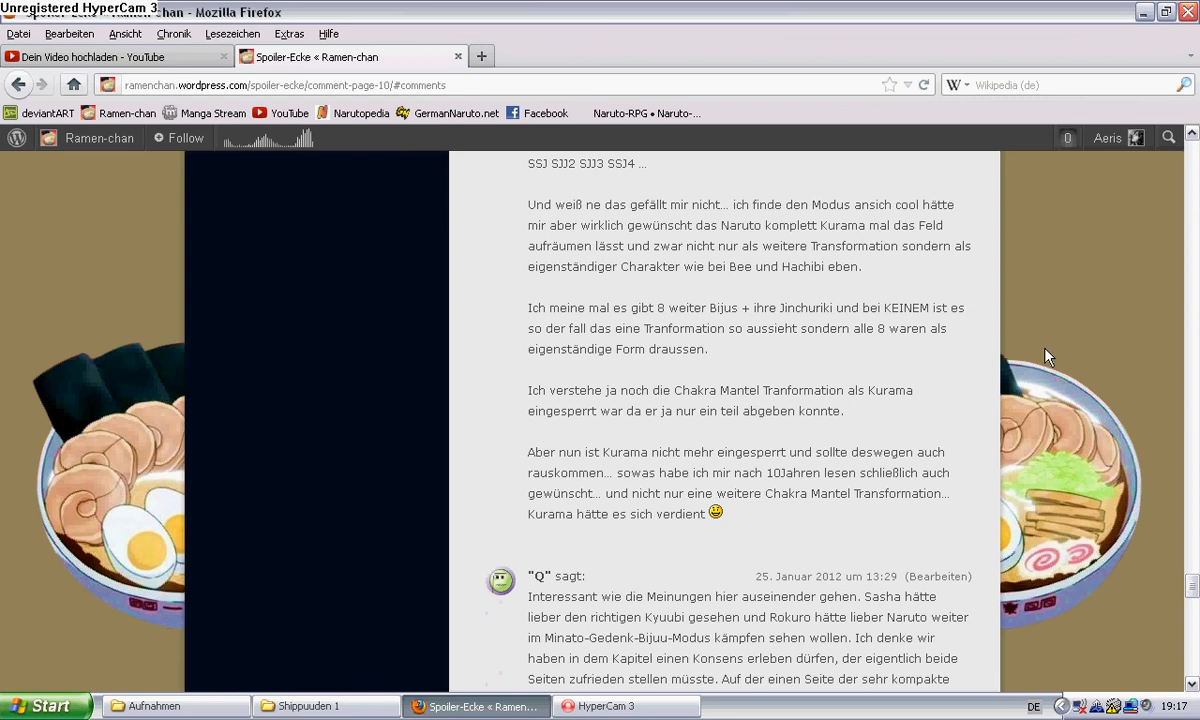 Unregistered HyperCam 3
Spoiler-Ecke « Ramen-chan - Mozilla Firefox
Datei Bearbeiten Ansicht Chronik Lesezeichen Extras Hilfe
Dein Video hochladen - YouTube
Spoiler-Ecke « Ramen-chan
ramenchan.wordpress.com/spoiler-ecke/comment-page-10/#comments
Wikipedia (de)
deviantART Ramen-chan Manga Stream YouTube Narutopedia GermanNaruto.net Facebook Naruto-RPG • Naruto-...
Ramen-chan Follow 0 Aeris
SSJ SJJ2 SJJ3 SSJ4 ...
Und weiß ne das gefällt mir nicht... ich finde den Modus ansich cool hätte
mir aber wirklich gewünscht das Naruto komplett Kurama mal das Feld
aufräumen lässt und zwar nicht nur als weitere Transformation sondern als
eigenständiger Charakter wie bei Bee und Hachibi eben.
Ich meine mal es gibt 8 weiter Bijus + ihre Jinchuriki und bei KEINEM ist es
so der fall das eine Tranformation so aussieht sondern alle 8 waren als
eigenständige Form draussen.
Ich verstehe ja noch die Chakra Mantel Tranformation als Kurama
eingesperrt war da er ja nur ein teil abgeben konnte.
Aber nun ist Kurama nicht mehr eingesperrt und sollte deswegen auch
rauskommen... sowas habe ich mir nach 10Jahren lesen schließlich auch
gewünscht... und nicht nur eine weitere Chakra Mantel Transformation...
Kurama hätte es sich verdient
"Q" sagt: 25. Januar 2012 um 13:29 (Bearbeiten)
Interessant wie die Meinungen hier auseinender gehen. Sasha hätte
lieber den richtigen Kyuubi gesehen und Rokuro hätte lieber Naruto weiter
im Minato-Gedenk-Bijuu-Modus kämpfen sehen wollen. Ich denke wir
haben in dem Kapitel einen Konsens erleben dürfen, der eigentlich beide
Seiten zufrieden stellen müsste. Auf der einen Seite der sehr kompakte
Start Aufnahmen Shippuuden 1 Spoiler-Ecke « Ramen... HyperCam 3 DE 19:17